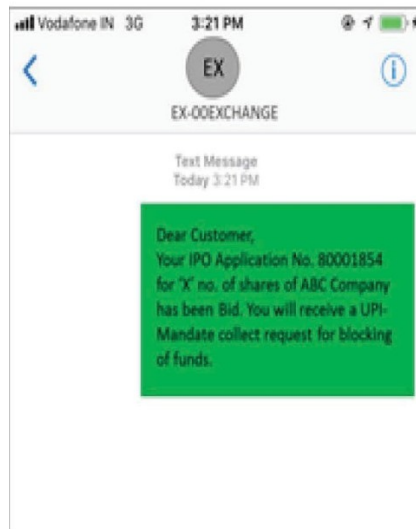 Vodafone IN 3G 3:21 PM
EX
EX-OOEXCHANGE
Text Message
Today 3:21 PM
Dear Customer,
Your IPO Application No. 80001854
for 'X' no. of shares of ABC Company
has been Bid. You will receive a UPI-
Mandate collect request for blocking
of funds.